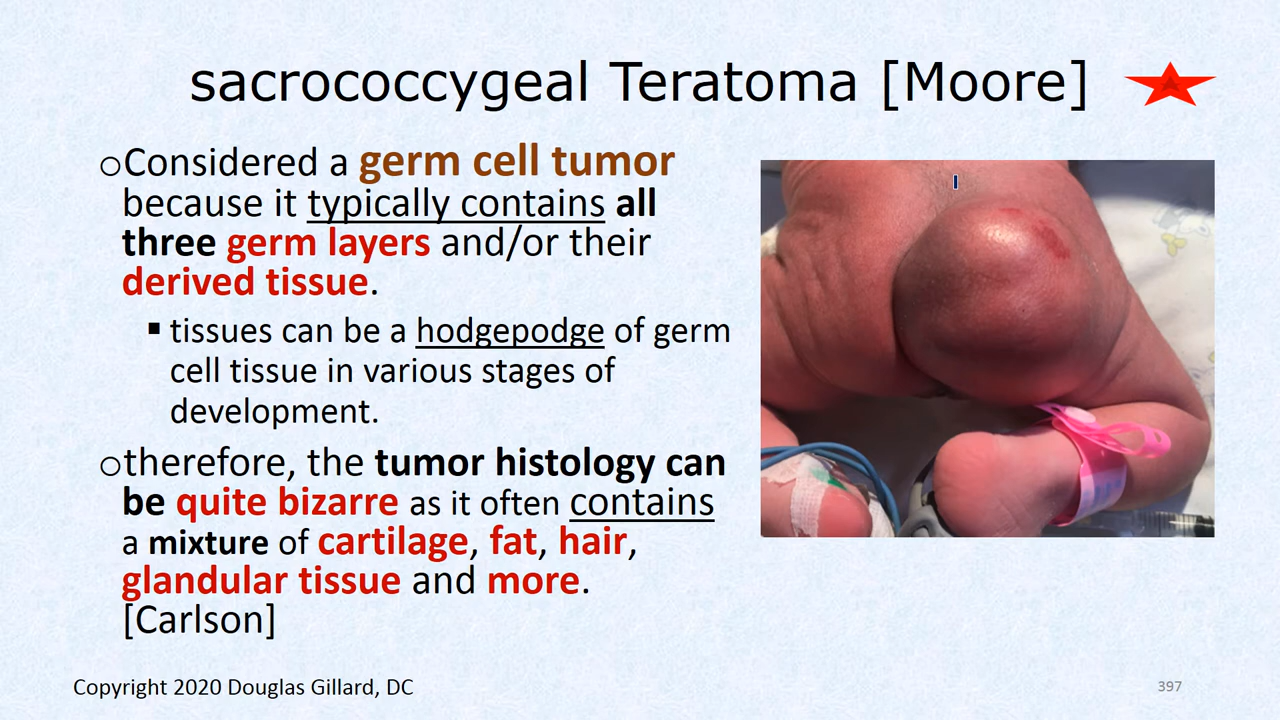 sacrococcygeal Teratoma [Moore]
oConsidered a germ cell tumor
because it typically contains all
three germ layers and/or their
derived tissue.
▪ tissues can be a hodgepodge of germ
cell tissue in various stages of
development.
otherefore, the tumor histology can
be quite bizarre as it often contains
a mixture of cartilage, fat, hair,
glandular tissue and more.
[Carlson]
Copyright 2020 Douglas Gillard, DC
397